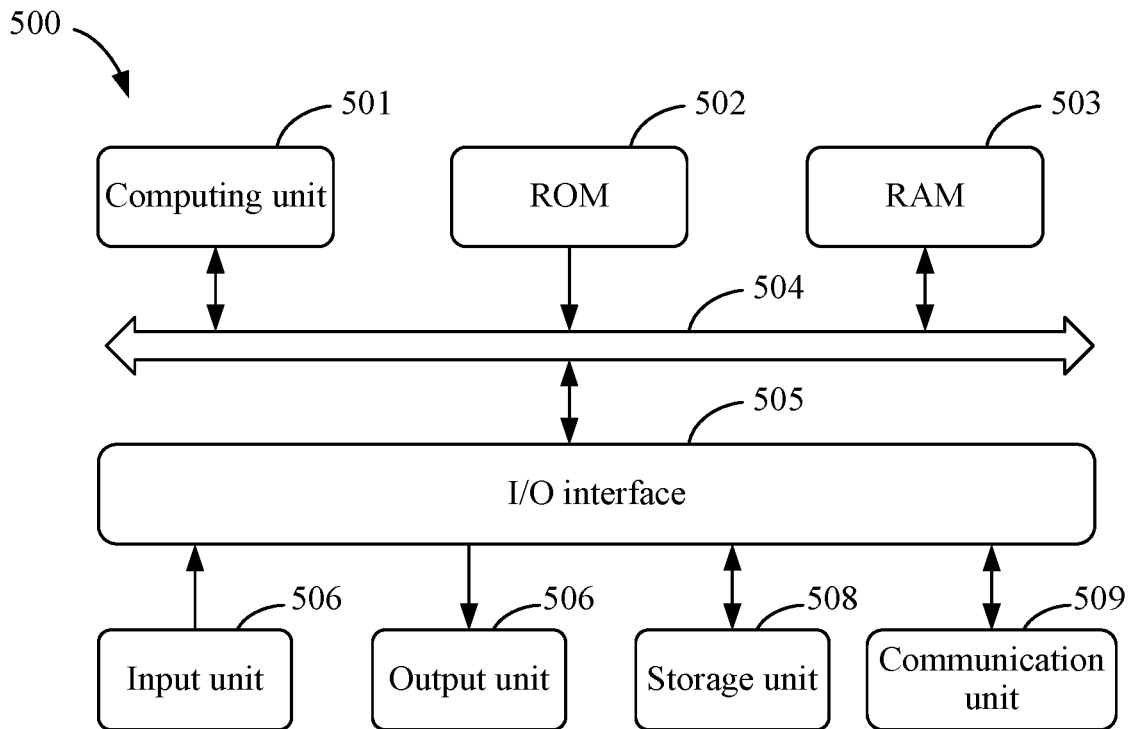 500
501
502
503
Computing unit
ROM
RAM
504
505
I/O interface
506
506
508
509
Input unit
Output unit
Storage unit
Communication
unit